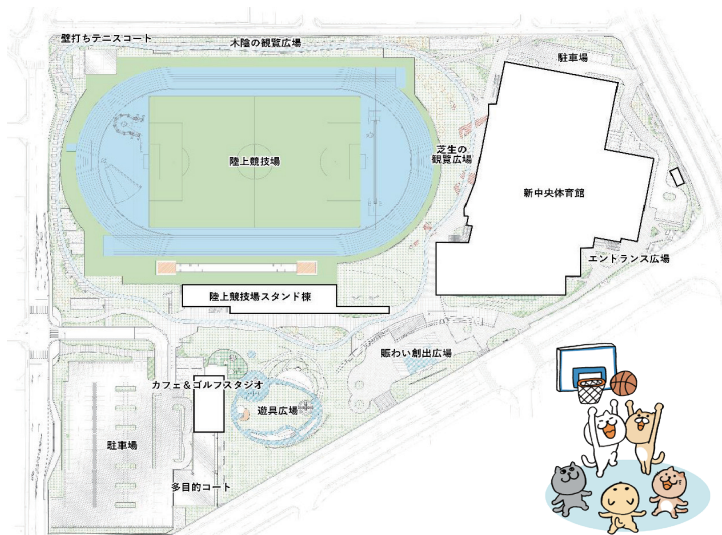 壁打ちテニスコート
木陰の観覧広場
駐車場
陸上競技場
芝生の
観覧広場
新中央体育館
エントランス広場
陸上競技場スタンド棟
賑わい創出広場
カフェ＆ゴルフスタジオ
遊具広場
駐車場
多目的コート